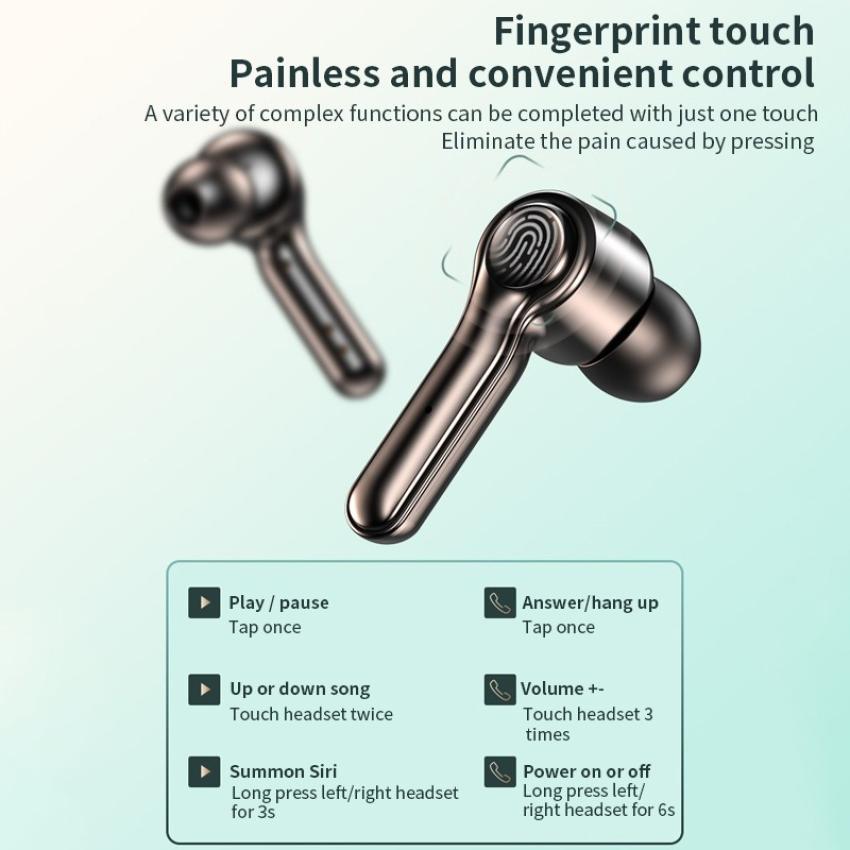 Fingerprint touch
Painless and convenient control
A variety of complex functions can be completed with just one touch
Eliminate the pain caused by pressing
Play / pause
Tap once
Answer/hang up
Tap once
Up or down song
Touch headset twice
Volume +-
Touch headset 3
times
Summon Siri
Long press left/right headset
for 3s
Power on or off
Long press left/
right headset for 6s